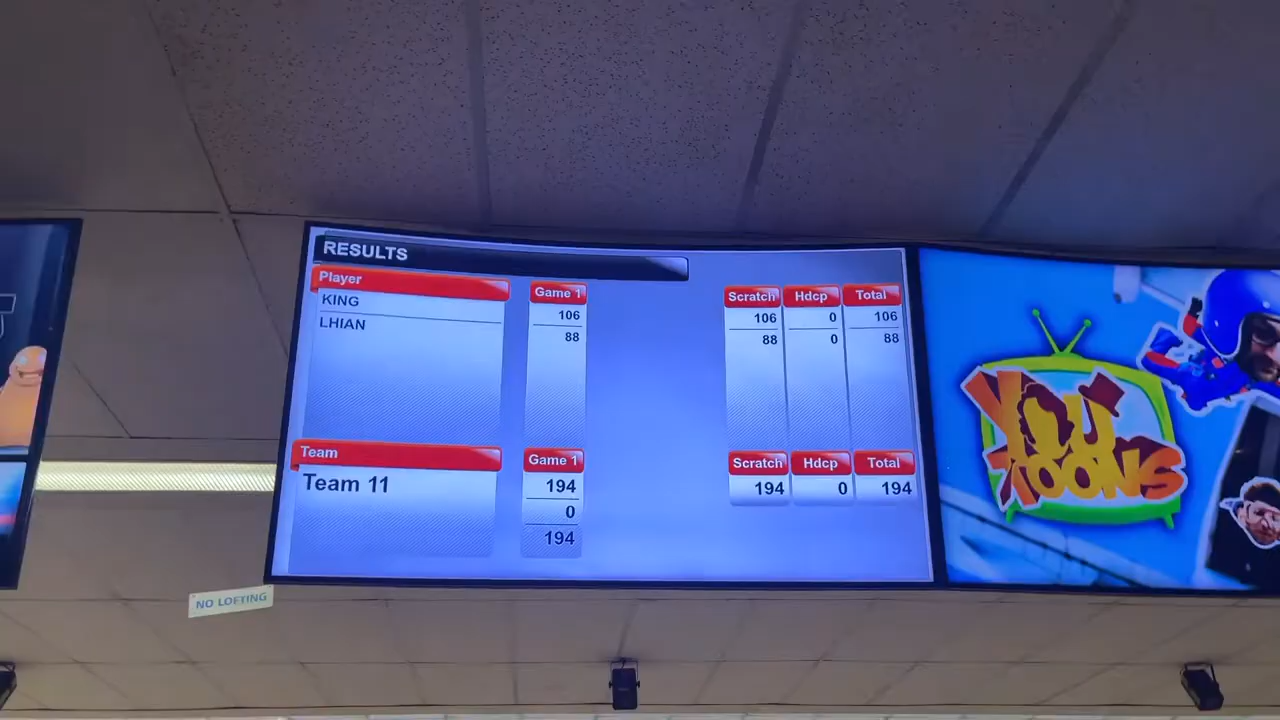 RESULTS
Player Game 1 Scratch Hdcp Total
KING 106 106 0 106
LHIAN 88 88 0 88
Team Game 1 Scratch Hdcp Total
Team 11 194 194 0 194
0
194
NO LOFTING
YOU
TOONS